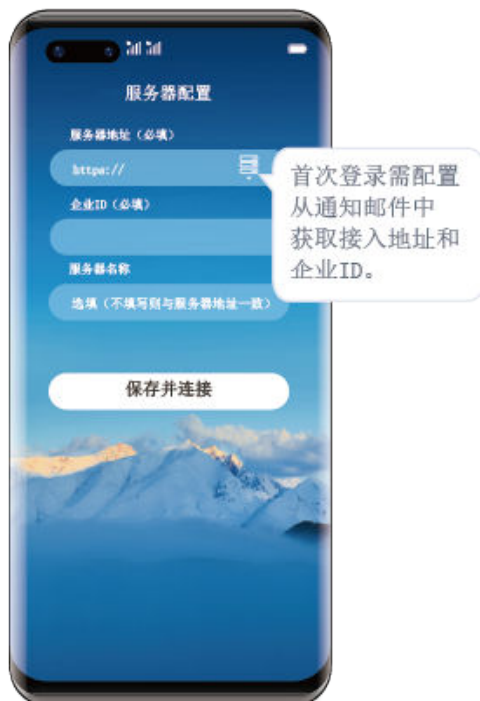 服务器配置
服务器地址（必填）
https://
首次登录需配置
从通知邮件中
获取接入地址和
企业ID。
企业ID（必填）
服务器名称
选填（不填写则与服务器地址一致）
保存并连接